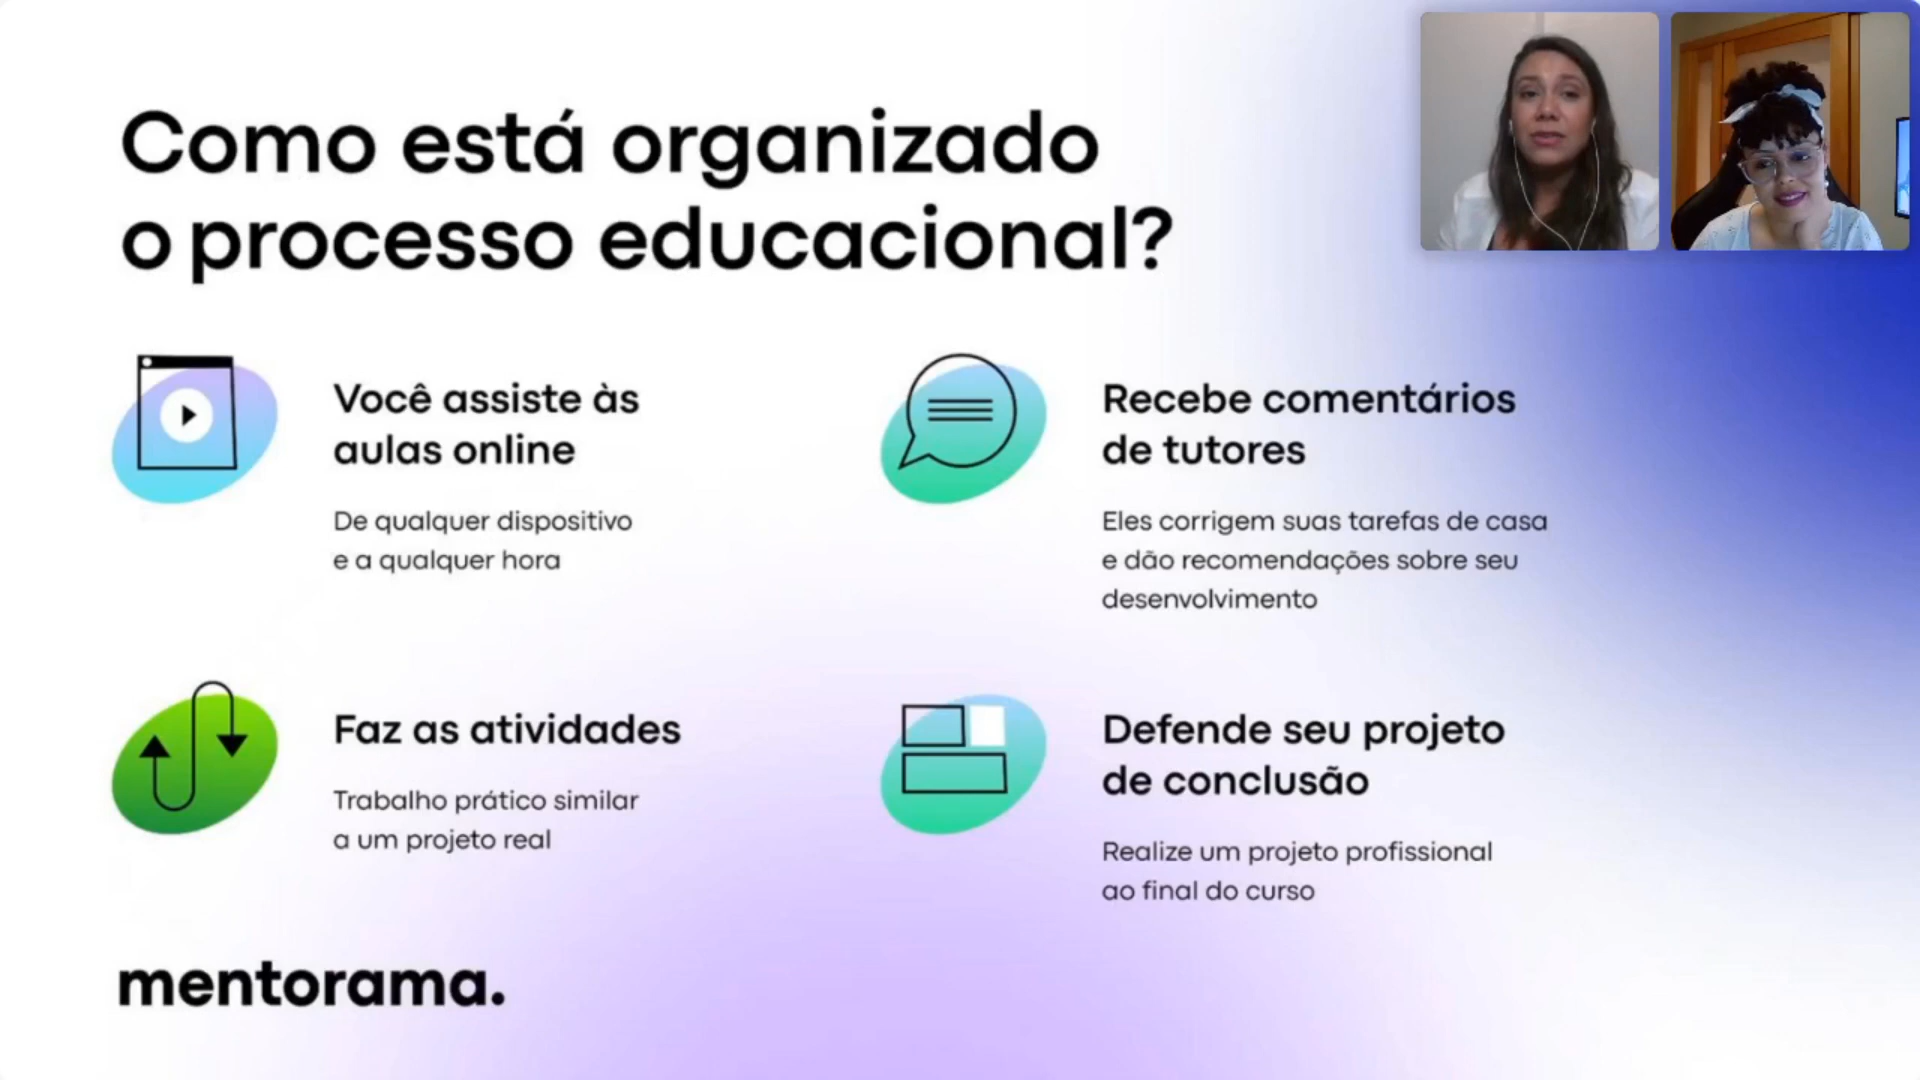 Como está organizado
o processo educacional?
Você assiste às
aulas online
De qualquer dispositivo
e a qualquer hora
Recebe comentários
de tutores
Eles corrigem suas tarefas de casa
e dão recomendações sobre seu
desenvolvimento
Faz as atividades
Trabalho prático similar
a um projeto real
Defende seu projeto
de conclusão
Realize um projeto profissional
ao final do curso
mentorama.